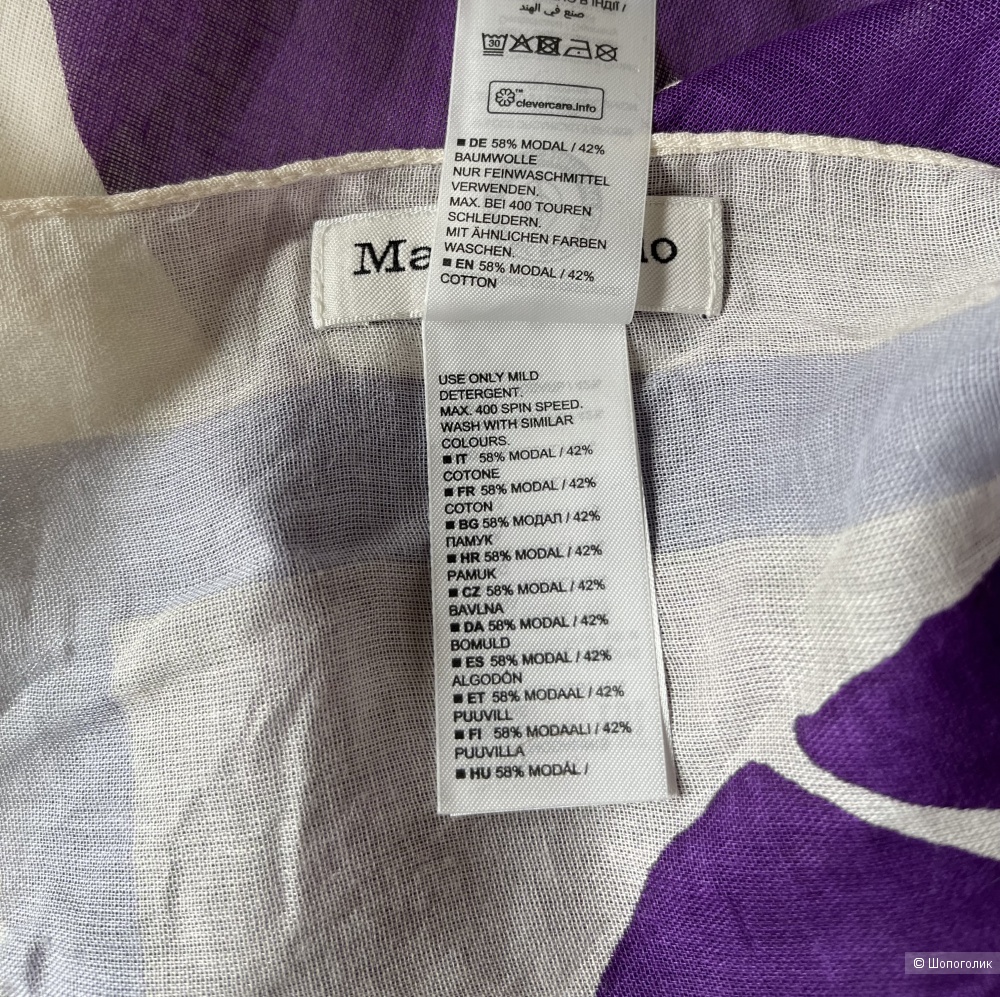 صنع في الهند
30
clevercare.info
■ DE 58% MODAL / 42%
BAUMWOLLE
NUR FEINWASCHMITTEL
VERWENDEN.
MAX. BEI 400 TOUREN
SCHLEUDERN.
MIT ÄHNLICHEN FARBEN
WASCHEN.
■ EN 58% MODAL / 42%
COTTON
USE ONLY MILD
DETERGENT.
MAX. 400 SPIN SPEED.
WASH WITH SIMILAR
COLOURS.
■ IT 58% MODAL / 42%
COTONE
■ FR 58% MODAL / 42%
COTON
■ BG 58% МОДАЛ / 42%
ПАМУК
■ HR 58% MODAL / 42%
PAMUK
■ CZ 58% MODAL / 42%
BAVLNA
■ DA 58% MODAL / 42%
BOMULD
■ ES 58% MODAL / 42%
ALGODÓN
■ ET 58% MODAAL / 42%
PUUVILL
■ FI 58% MODAALI / 42%
PUUVILLA
■ HU 58% MODÁL /
© Шопоголик